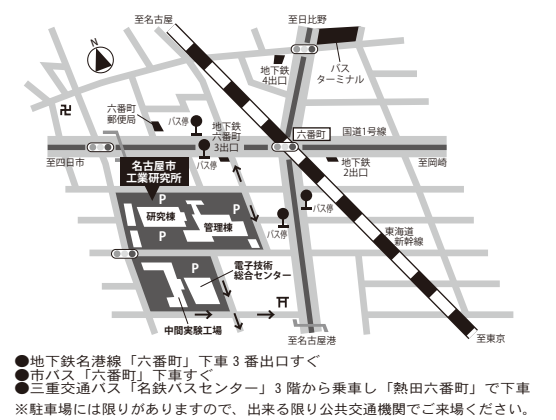 至名古屋
至日比野
N
地下鉄
4出口
バス
ターミナル
六番町
郵便局
バス停
地下鉄
六番町
3出口
六番町
国道1号線
至四日市
バス停
地下鉄
2出口
至岡崎
名古屋市
工業研究所
P
研究棟
P
管理棟
P
バス停
バス停
東海道
新幹線
P
電子技術
総合センター
中間実験工場
至名古屋港
至東京
●地下鉄名港線「六番町」下車3番出口すぐ
●市バス「六番町」下車すぐ
●三重交通バス「名鉄バスセンター」3階から乗車し「熱田六番町」で下車
※駐車場には限りがありますので、出来る限り公共交通機関でご来場ください。